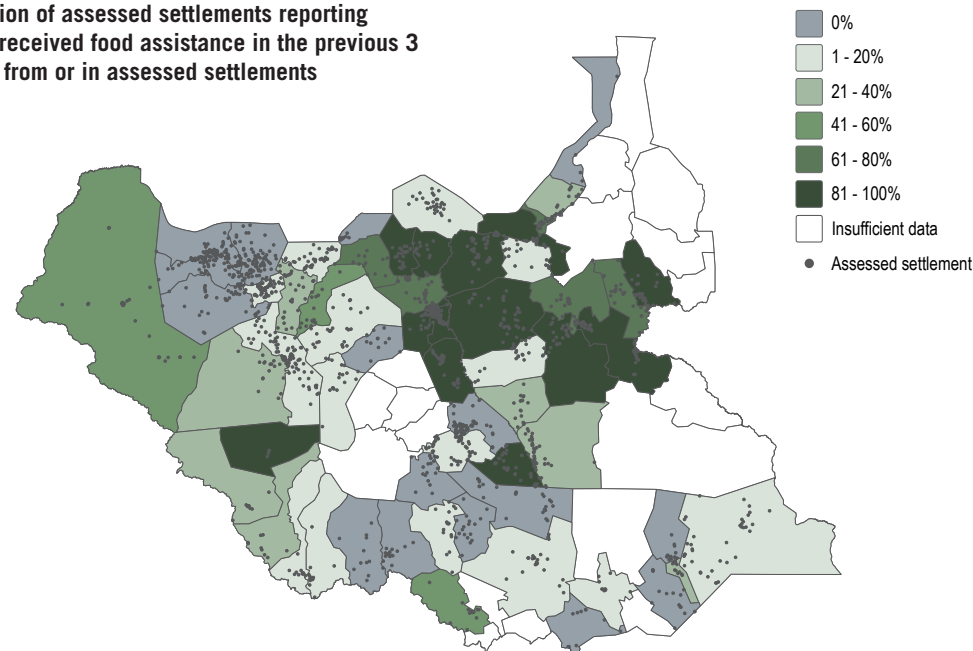 ion of assessed settlements reporting
received food assistance in the previous 3
from or in assessed settlements
0%
1 - 20%
21 - 40%
41 - 60%
61 - 80%
81 - 100%
Insufficient data
Assessed settlement